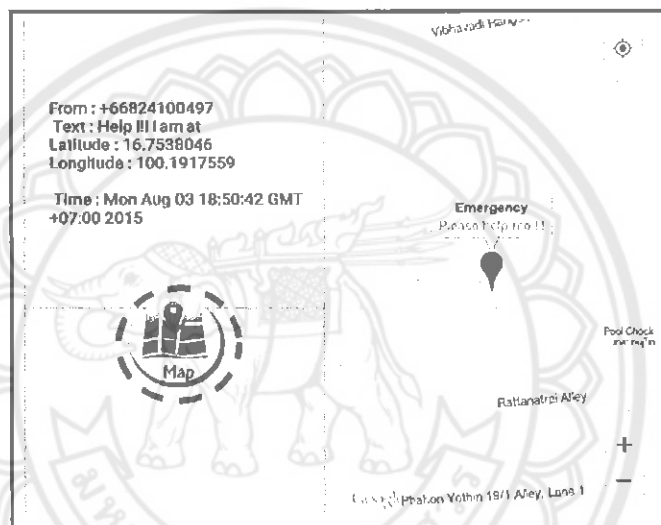 From : +66824100497
Text : Help !!! I am at
Latitude : 16.7538046
Longitude : 100.1917559
Time : Mon Aug 03 18:50:42 GMT
+07:00 2015
Map
Vibhavadi
Emergency
Please help me !!
Pool Chock
Rattanatrai Alley
+
−
Phahon Yothin 19/1 Alley, Lane 1